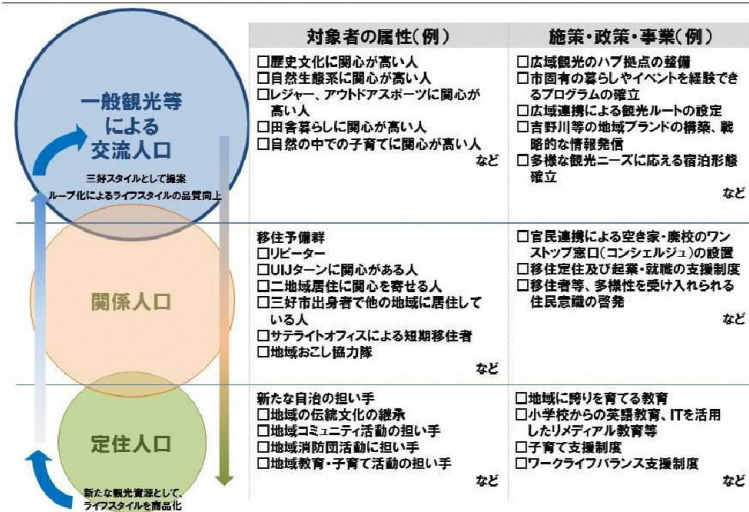 対象者の属性（例）
施策・政策・事業（例）
一般観光等
による
交流人口
三好スタイルとして提案
ループ化によるライフスタイルの品質向上
□歴史文化に関心が高い人
□自然生態系に関心が高い人
□レジャー、アウトドアスポーツに関心が
高い人
□田舎暮らしに関心が高い人
□自然の中での子育てに関心が高い人
など
□広域観光のハブ拠点の整備
□市固有の暮らしやイベントを経験でき
るプログラムの確立
□広域連携による観光ルートの設定
□吉野川等の地域ブランドの構築、戦
略的な情報発信
□多様な観光ニーズに応える宿泊形態
確立
など
関係人口
移住予備群
□リピーター
□UIJターンに関心がある人
□二地域居住に関心を寄せる人
□三好市出身者で他の地域に居住して
いる人
□サテライトオフィスによる短期移住者
□地域おこし協力隊
など
□官民連携による空き家・廃校のワン
ストップ窓口（コンシェルジュ）の設置
□移住定住及び起業・就職の支援制度
□移住者等、多様性を受け入れられる
住民意識の啓発
など
定住人口
新たな観光資源として、
ライフスタイルを商品化
新たな自治の担い手
□地域の伝統文化の継承
□地域コミュニティ活動の担い手
□地域消防団活動に担い手
□地域教育・子育て活動の担い手
など
□地域に誇りを育てる教育
□小学校からの英語教育、ITを活用
したリメディアル教育等
□子育て支援制度
□ワークライフバランス支援制度
など